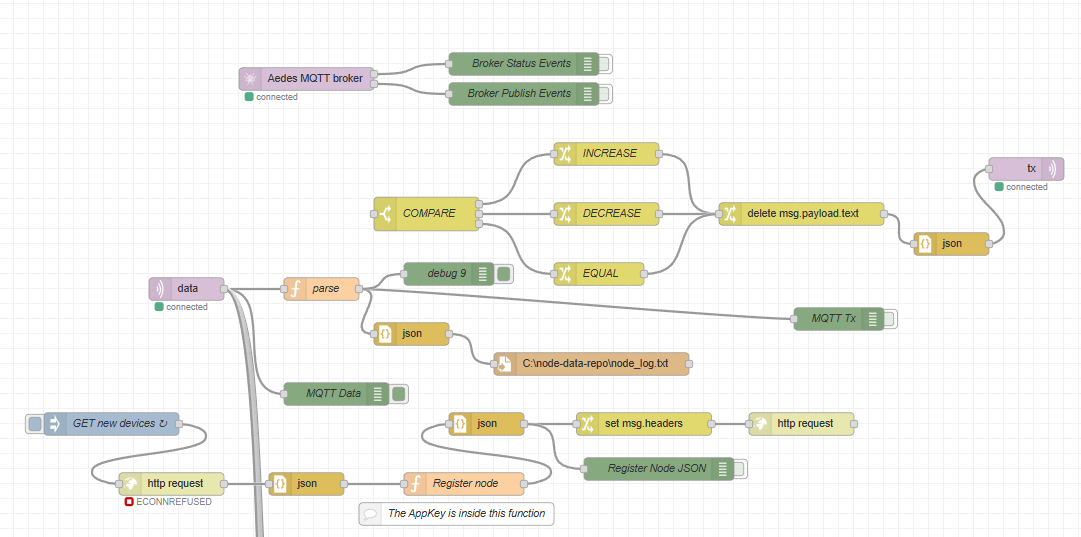 Broker Status Events
Aedes MQTT broker
connected
Broker Publish Events
INCREASE
tx
connected
COMPARE
DECREASE
delete msg.payload.text
json
debug 9
EQUAL
data
connected
parse
MQTT Tx
json
C:\node-data-repo\node_log.txt
MQTT Data
GET new devices ↻
json
set msg.headers
http request
Register Node JSON
http request
ECONNREFUSED
json
Register node
The AppKey is inside this function